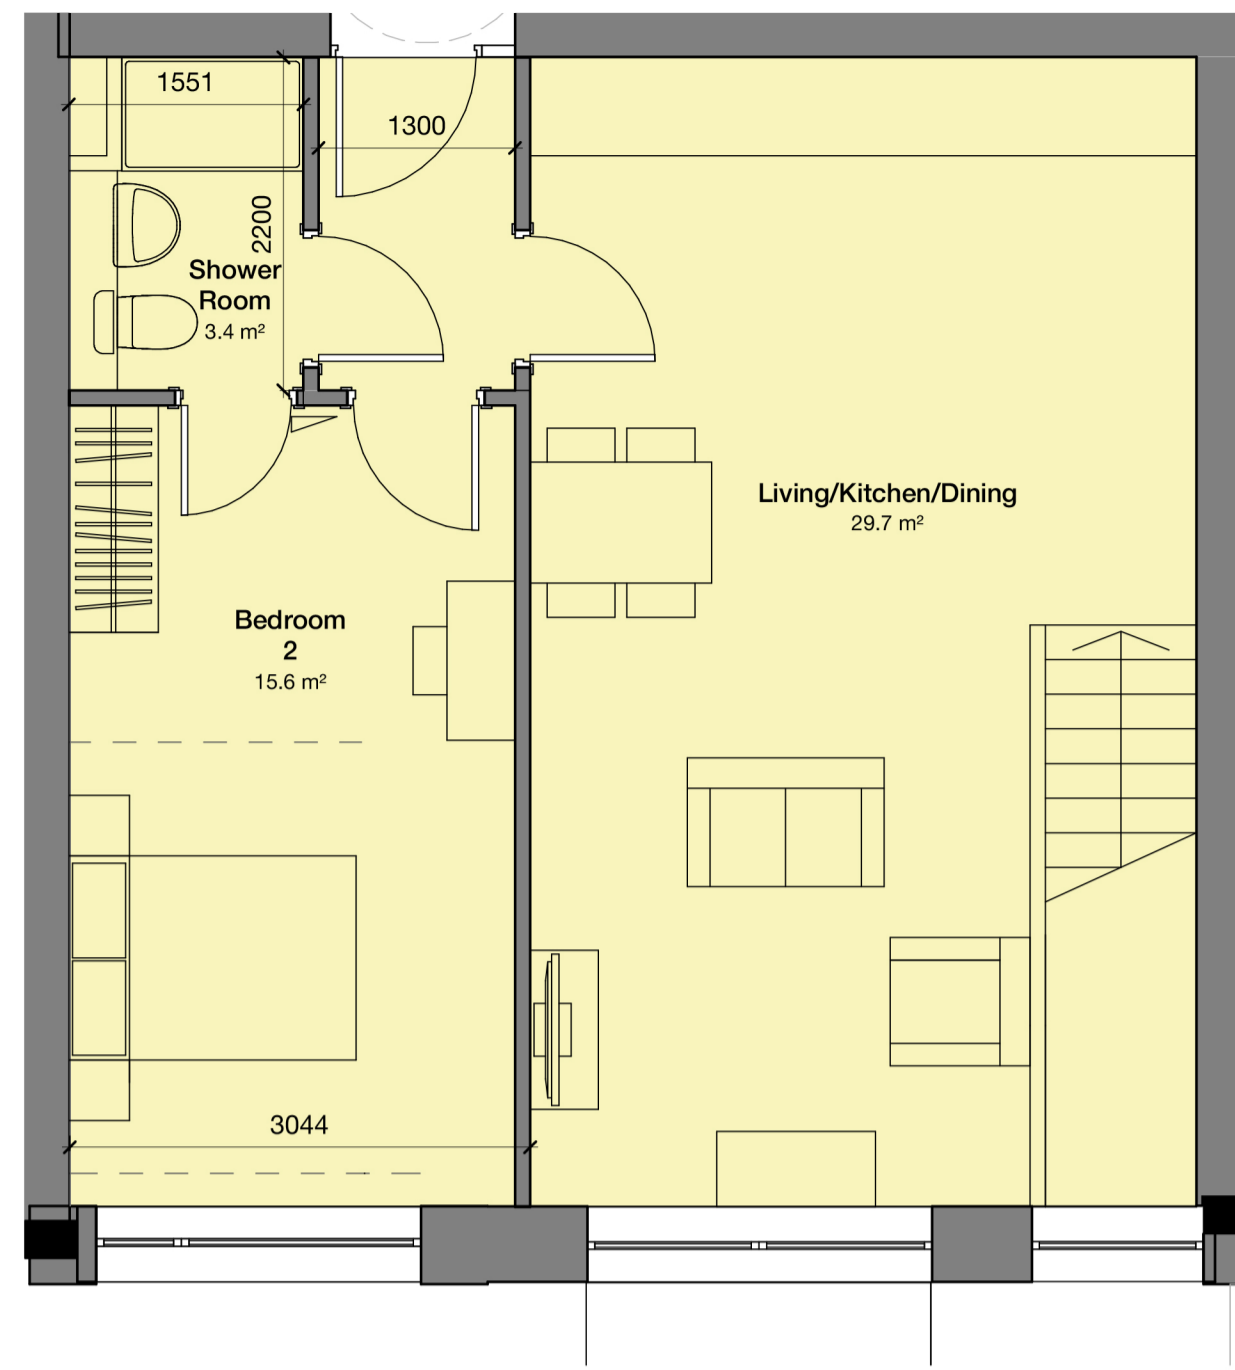 1551
1300
2200
Shower
Room
3.4 m²
Living/Kitchen/Dining
29.7 m²
Bedroom
2
15.6 m²
3044